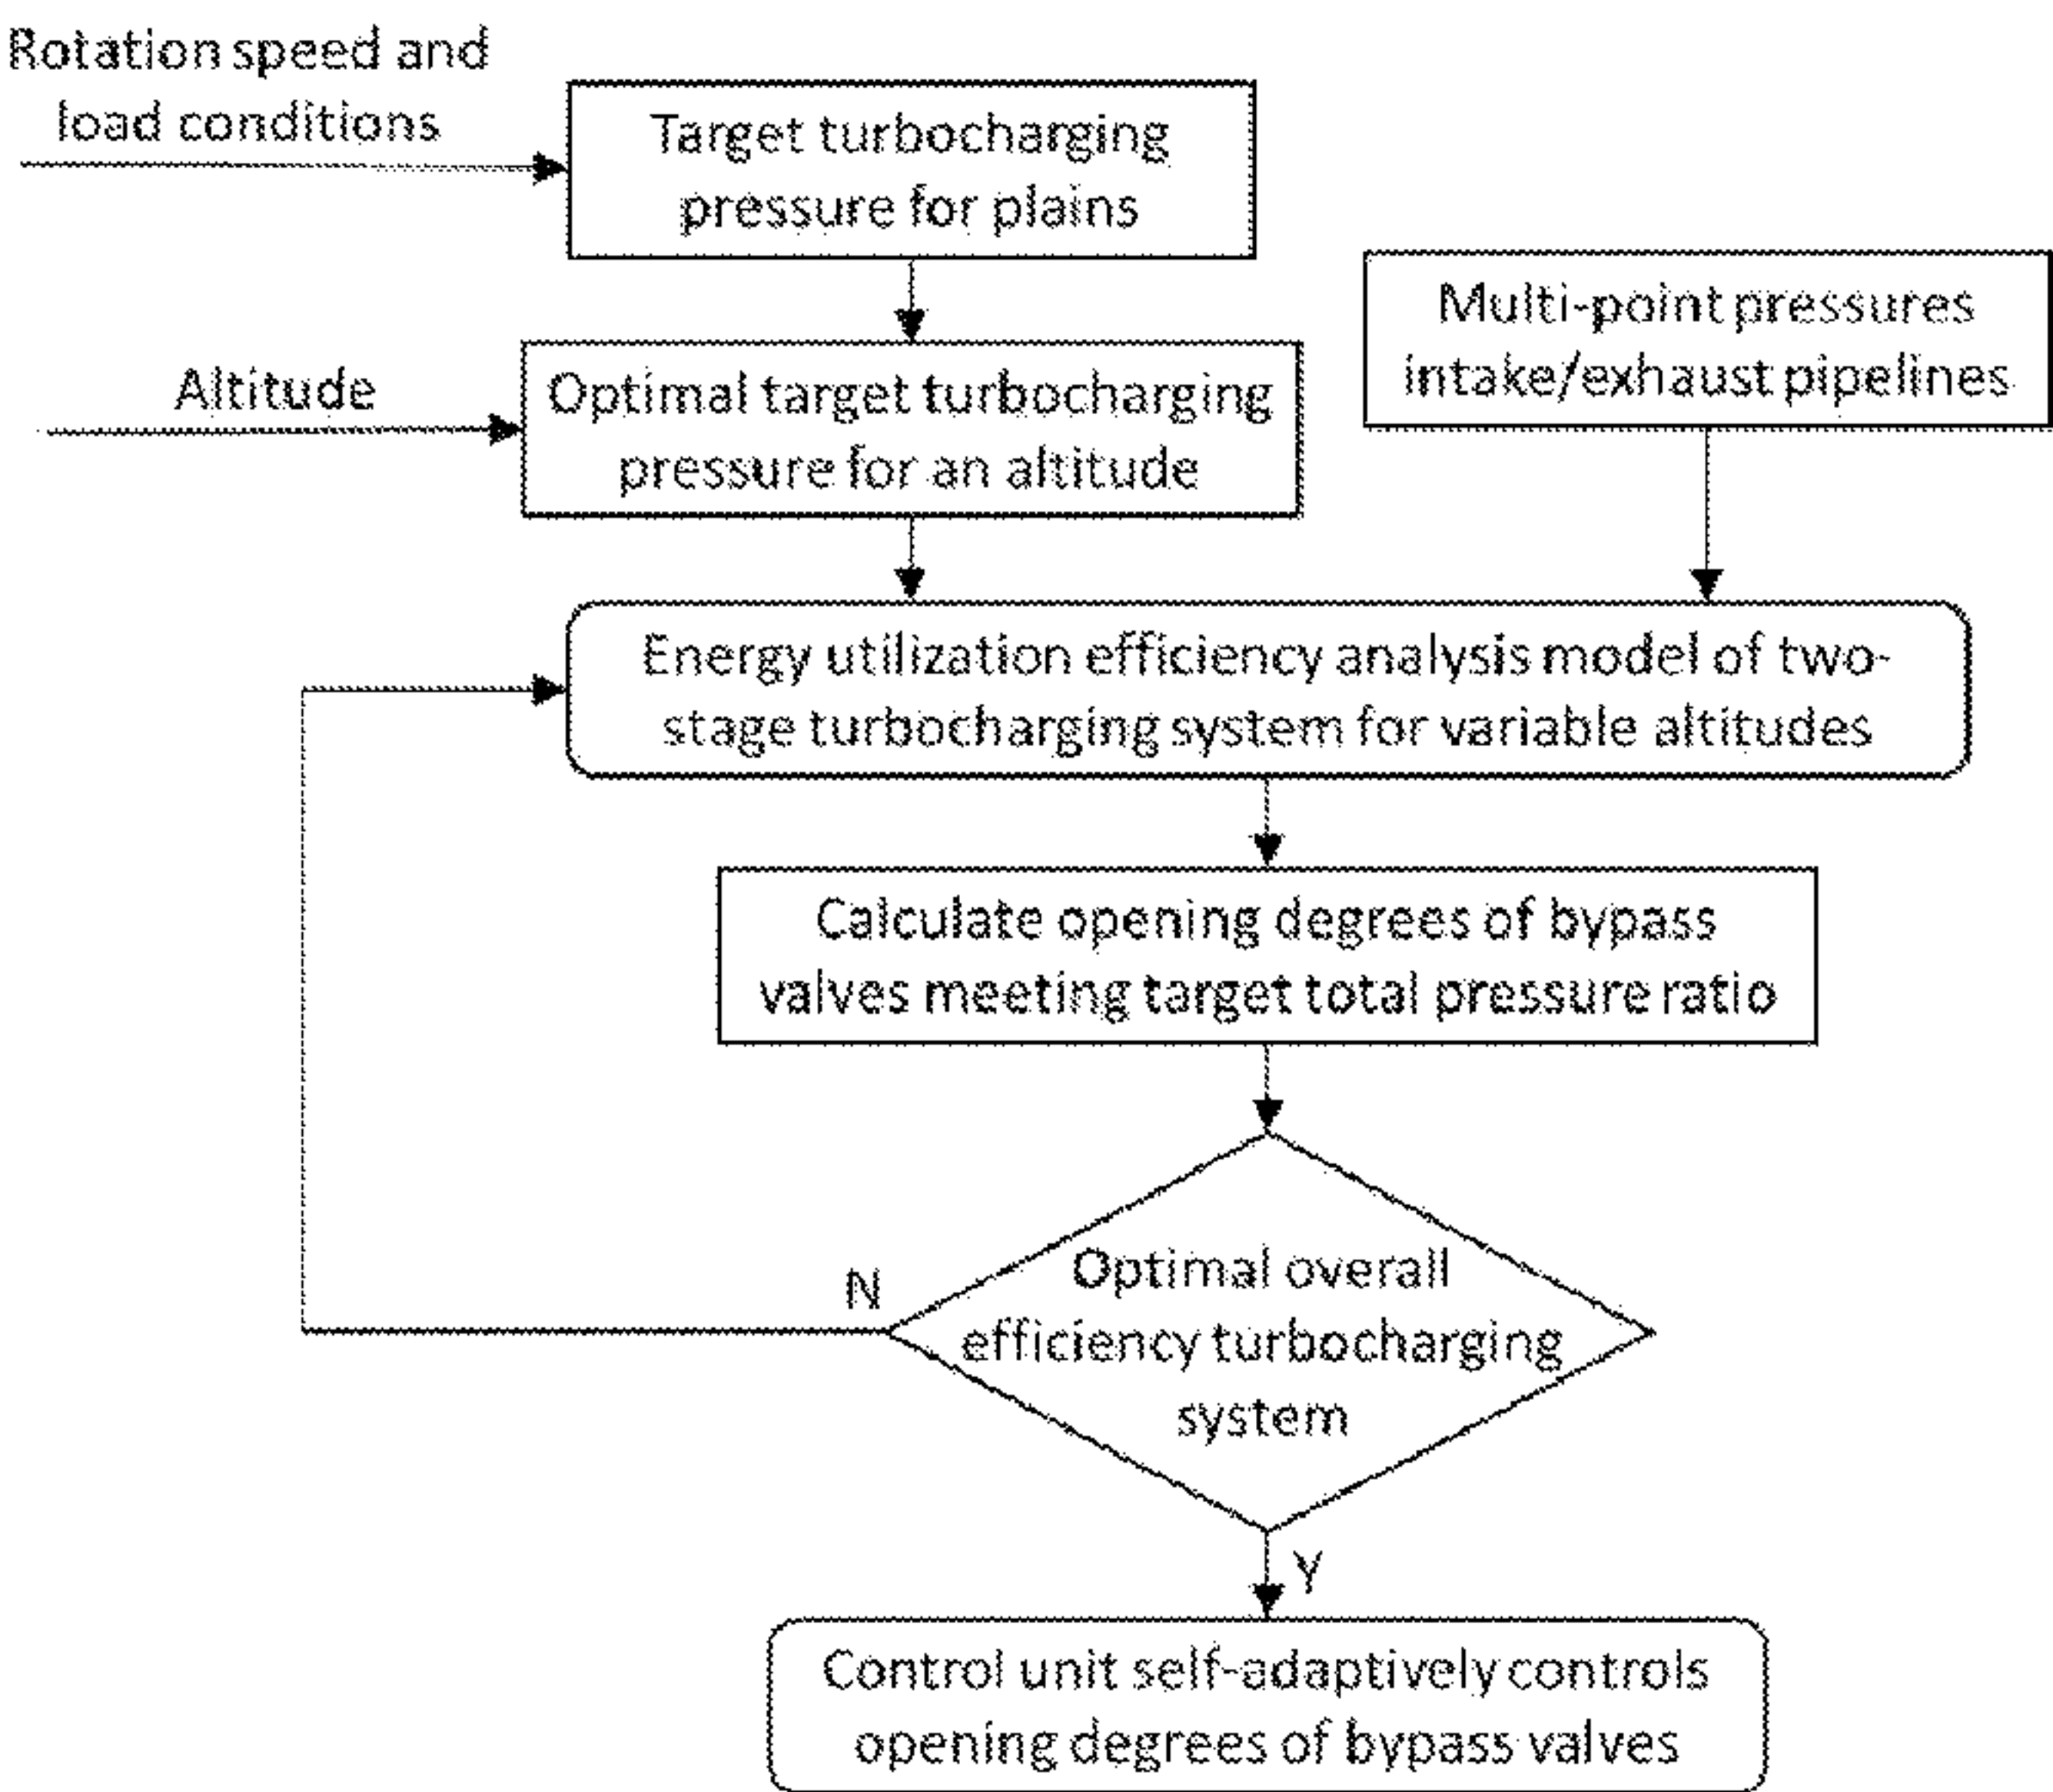 Rotation speed and
load conditions
Target turbocharging
pressure for plains
Multi-point pressures
intake/exhaust pipelines
Altitude
Optimal target turbocharging
pressure for an altitude
Energy utilization efficiency analysis model of two-
stage turbocharging system for variable altitudes
Calculate opening degrees of bypass
valves meeting target total pressure ratio
N
Optimal overall
efficiency turbocharging
system
Y
Control unit self-adaptively controls
opening degrees of bypass valves